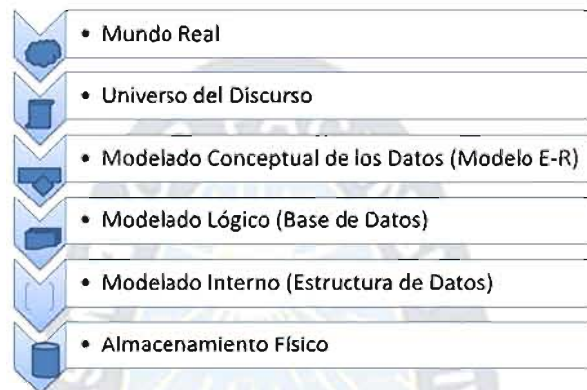 • Mundo Real
• Universo del Discurso
• Modelado Conceptual de los Datos (Modelo E-R)
• Modelado Lógico (Base de Datos)
• Modelado Interno (Estructura de Datos)
• Almacenamiento Físico